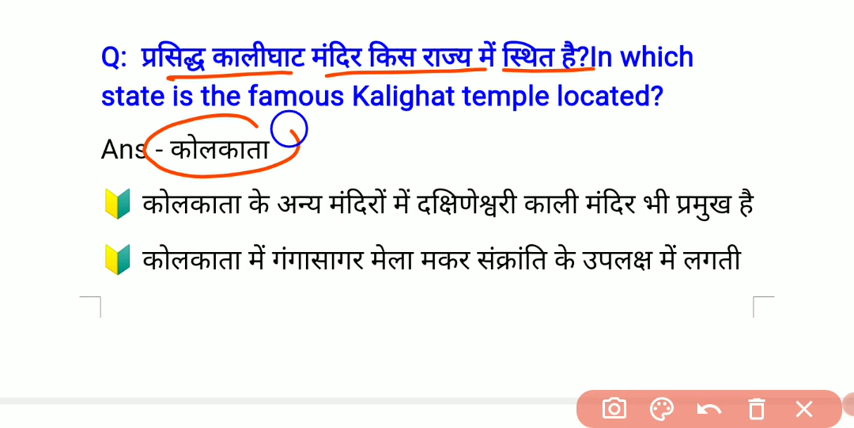 Q: प्रसिद्ध कालीघाट मंदिर किस राज्य में स्थित है?In which
state is the famous Kalighat temple located?
Ans - कोलकाता
कोलकाता के अन्य मंदिरों में दक्षिणेश्वरी काली मंदिर भी प्रमुख है
कोलकाता में गंगासागर मेला मकर संक्रांति के उपलक्ष में लगती